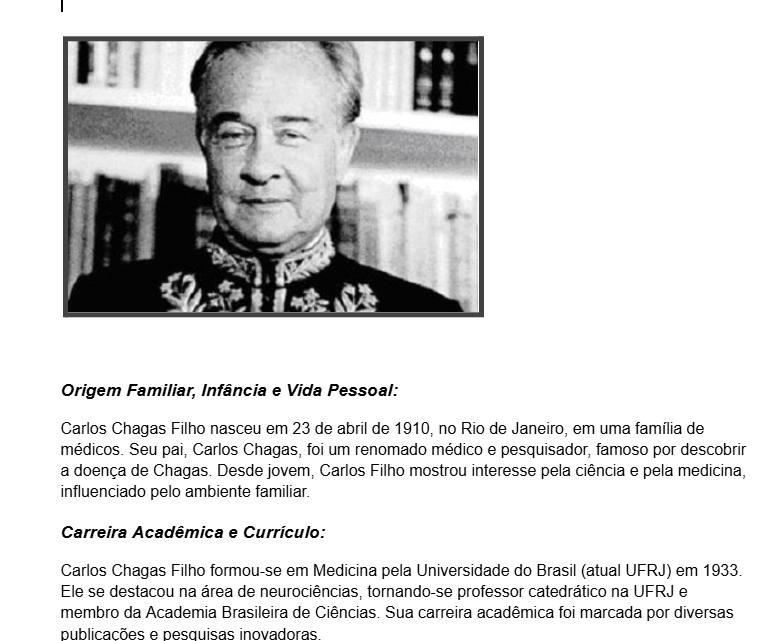 Origem Familiar, Infância e Vida Pessoal:
Carlos Chagas Filho nasceu em 23 de abril de 1910, no Rio de Janeiro, em uma família de
médicos. Seu pai, Carlos Chagas, foi um renomado médico e pesquisador, famoso por descobrir
a doença de Chagas. Desde jovem, Carlos Filho mostrou interesse pela ciência e pela medicina,
influenciado pelo ambiente familiar.
Carreira Acadêmica e Currículo:
Carlos Chagas Filho formou-se em Medicina pela Universidade do Brasil (atual UFRJ) em 1933.
Ele se destacou na área de neurociências, tornando-se professor catedrático na UFRJ e
membro da Academia Brasileira de Ciências. Sua carreira acadêmica foi marcada por diversas
publicações e pesquisas inovadoras.